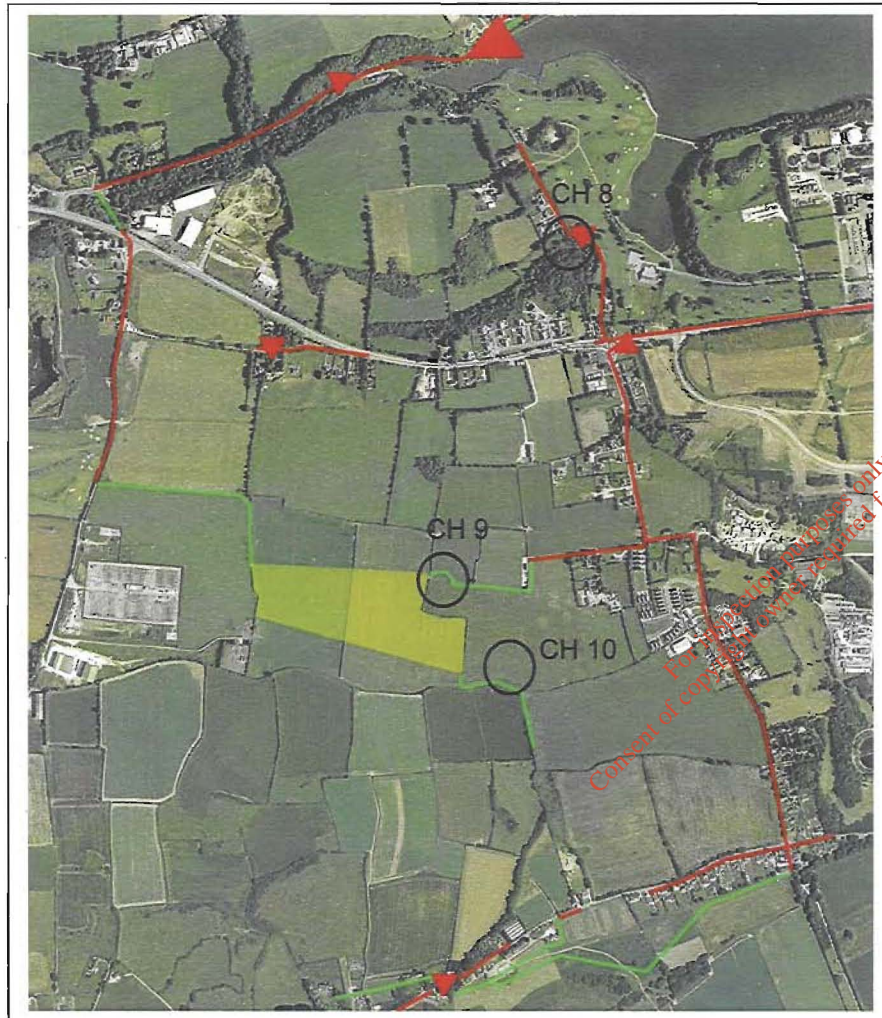 CH 8
CH 9
CH 10
For inspection purposes only.
Consent of copyright owner required f